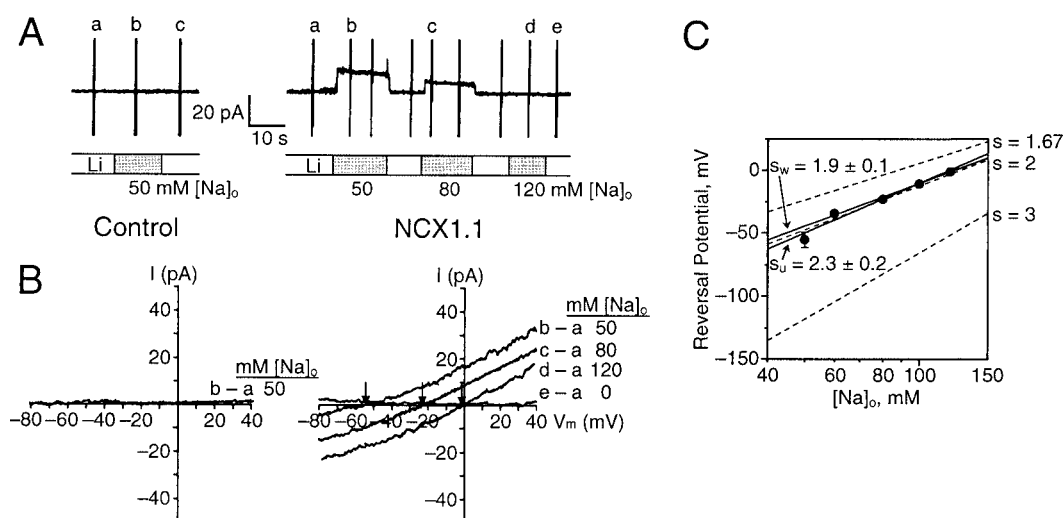 A
a b c
a b c d e
20 pA
10 s
Li
Li
50 mM [Na]o
50 80 120 mM [Na]o
Control
NCX1.1
B
I (pA)
40
20
mM [Na]o
b – a 50
−80 −60 −40 −20 20 40
−20
−40
I (pA)
40
20
mM [Na]o
b – a 50
c – a 80
d – a 120
e – a 0
−80 −60 −40 −20 20 40
Vm (mV)
−20
−40
C
Reversal Potential, mV
0
−50
−100
−150
sw = 1.9 ± 0.1
su = 2.3 ± 0.2
s = 1.67
s = 2
s = 3
40 60 80 100 150
[Na]o, mM